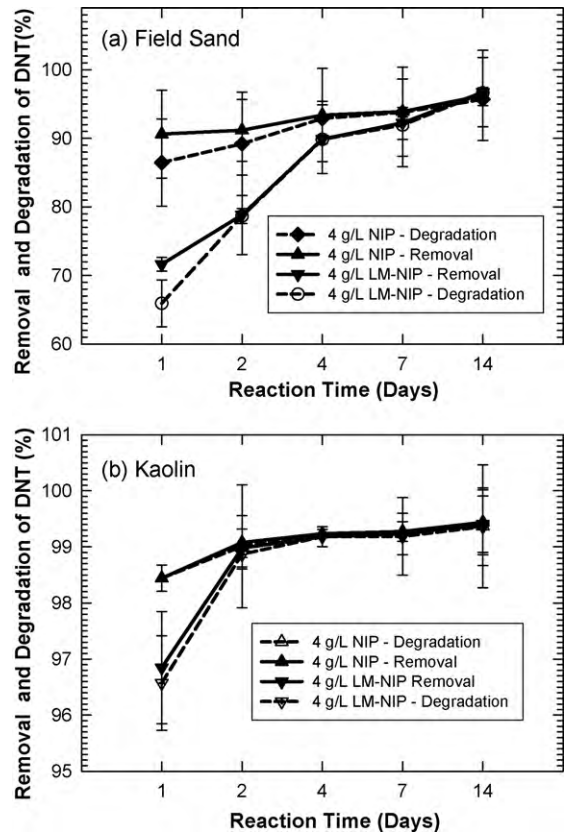 (a) Field Sand
Removal and Degradation of DNT(%)
100
90
80
70
60
4 g/L NIP - Degradation
4 g/L NIP - Removal
4 g/L LM-NIP - Removal
4 g/L LM-NIP - Degradation
1 2 4 7 14
Reaction Time (Days)
(b) Kaolin
Removal and Degradation of DNT (%)
101
100
99
98
97
96
95
4 g/L NIP - Degradation
4 g/L NIP - Removal
4 g/L LM-NIP Removal
4 g/L LM-NIP - Degradation
1 2 4 7 14
Reaction Time (Days)